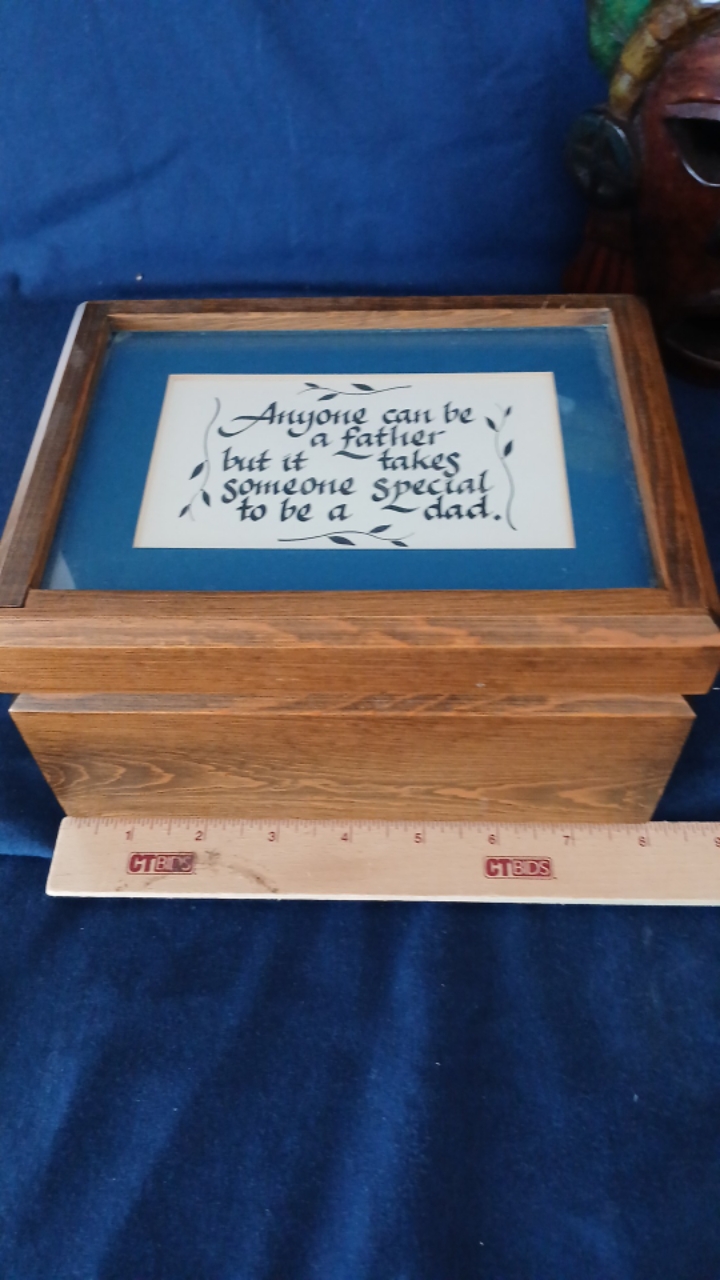 Anyone can be
a father
but it takes
someone special
to be a dad.
1 2 3 4 5 6 7 8 9
CTBIDS CTBIDS